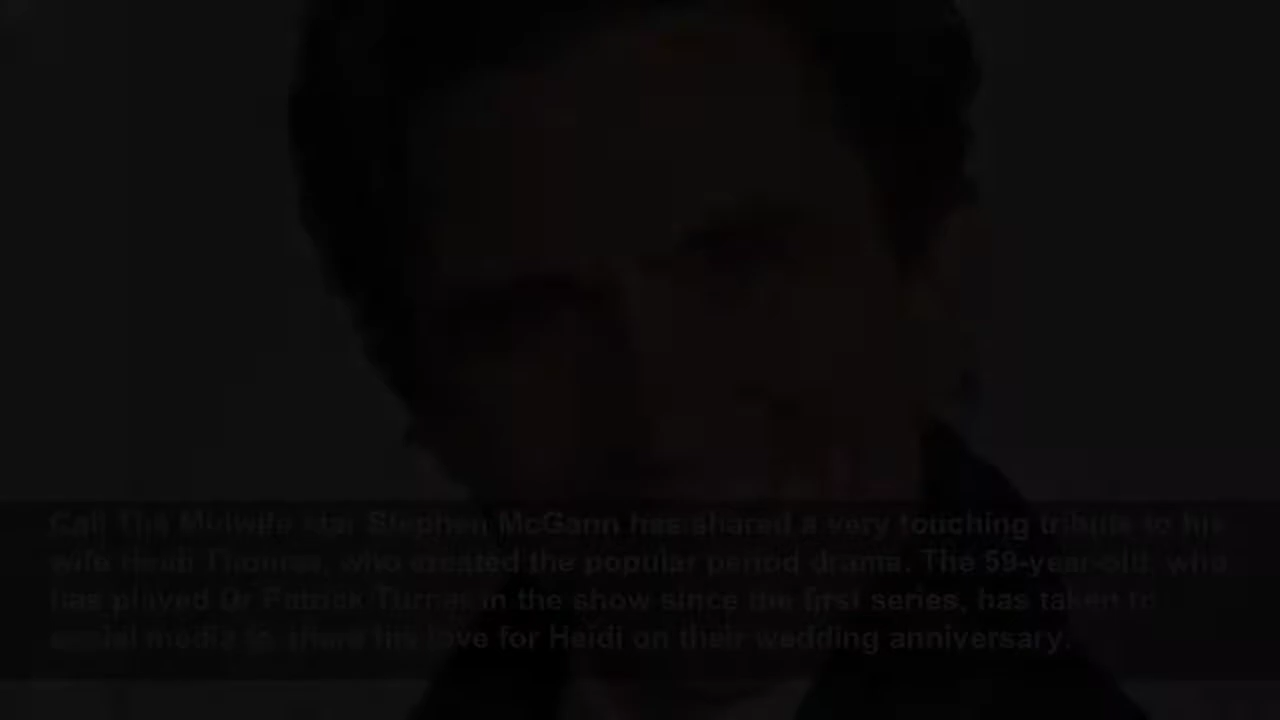 Call The Midwife star Stephen McGann has shared a very touching tribute to his
wife Heidi Thomas, who created the popular period drama. The 59-year-old, who
has played Dr Patrick Turner in the show since the first series, has taken to
social media to share his love for Heidi on their wedding anniversary.